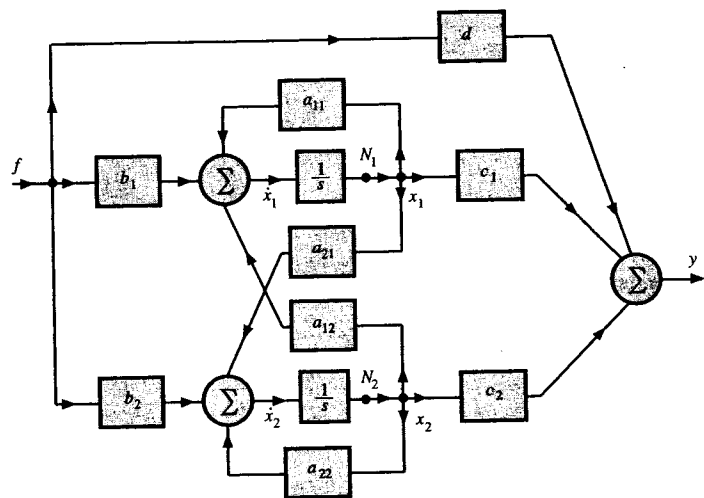 d
a₁₁
f
b₁
Σ
ẋ₁
1/s
N₁
x₁
c₁
a₂₁
y
Σ
a₁₂
b₂
Σ
ẋ₂
1/s
N₂
x₂
c₂
a₂₂